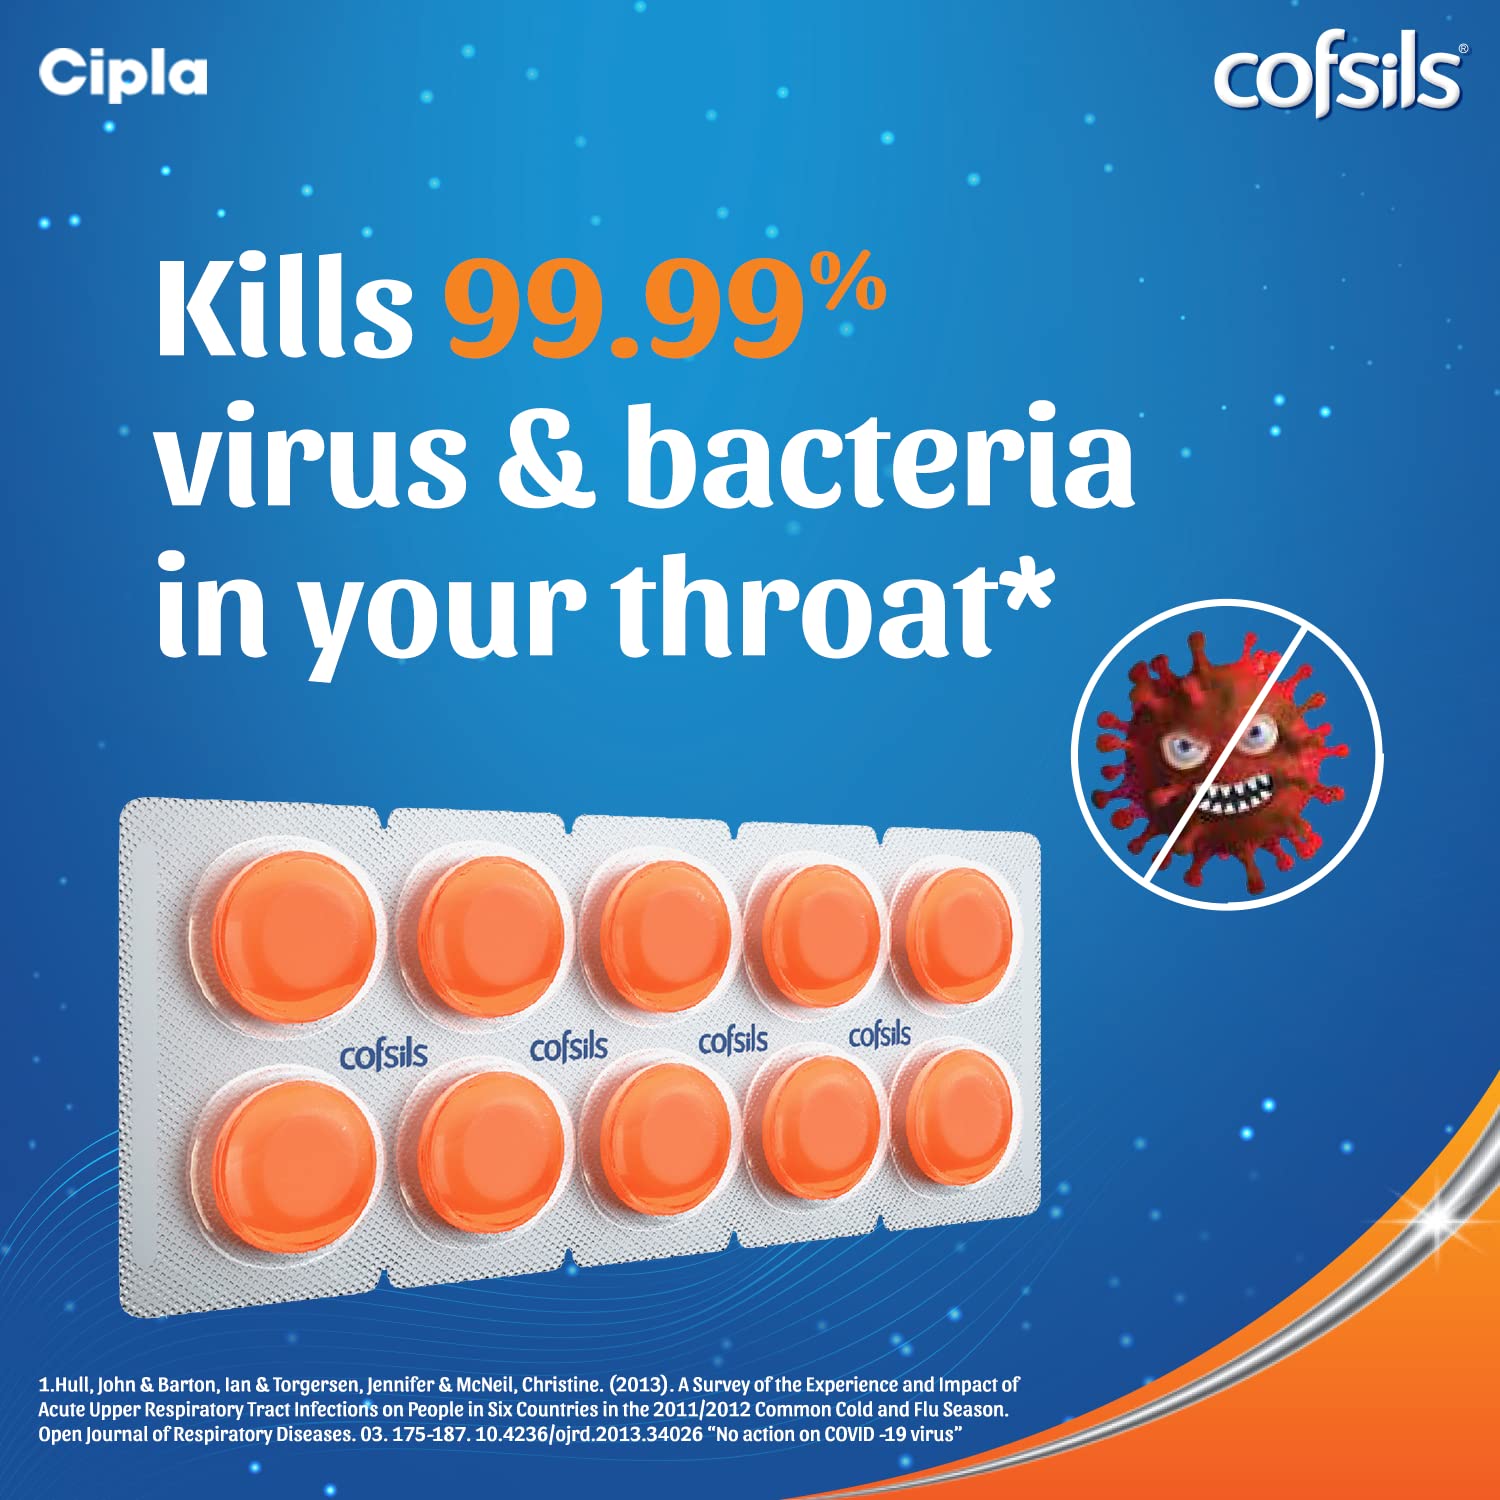 Cipla
cofsils®
Kills 99.99%
virus & bacteria
in your throat*
cofsils cofsils cofsils cofsils
1.Hull, John & Barton, Ian & Torgersen, Jennifer & McNeil, Christine. (2013). A Survey of the Experience and Impact of
Acute Upper Respiratory Tract Infections on People in Six Countries in the 2011/2012 Common Cold and Flu Season.
Open Journal of Respiratory Diseases. 03. 175-187. 10.4236/ojrd.2013.34026 “No action on COVID -19 virus”